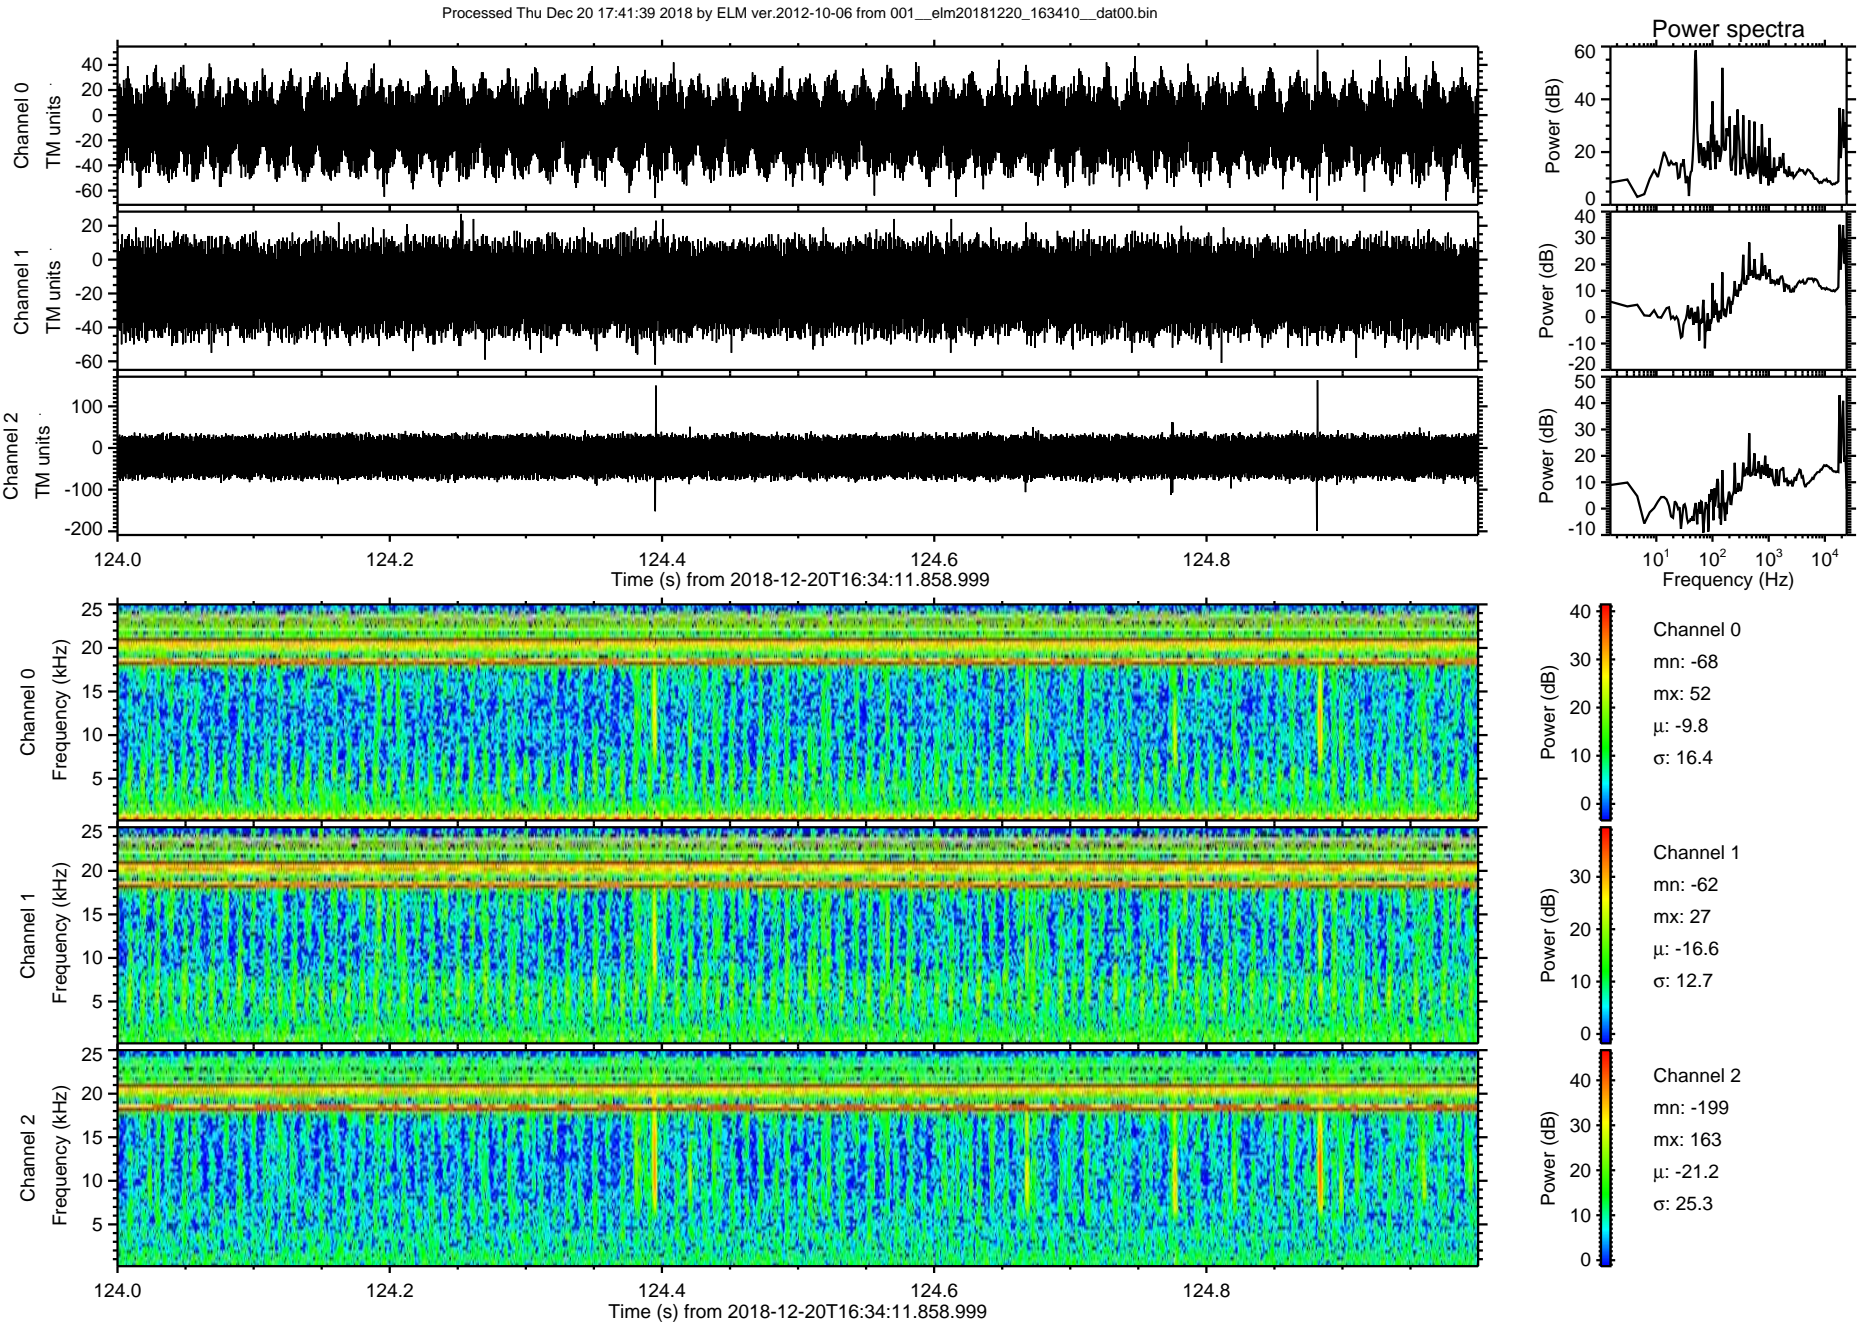 Processed Thu Dec 20 17:41:39 2018 by ELM ver.2012-10-06 from 001__elm20181220_163410__dat00.bin
Power spectra
Channel 0
TM units
40
20
0
-20
-40
-60
Power (dB)
60
40
20
0
Channel 1
TM units
20
0
-20
-40
-60
Power (dB)
40
30
20
10
0
-10
-20
Channel 2
TM units
100
0
-100
-200
Power (dB)
50
40
30
20
10
0
-10
124.0 124.2 124.4 124.6 124.8
Time (s) from 2018-12-20T16:34:11.858.999
10¹ 10² 10³ 10⁴
Frequency (Hz)
Channel 0
Frequency (kHz)
25
20
15
10
5
Power (dB)
40
30
20
10
0
Channel 0
mn: -68
mx: 52
μ: -9.8
σ: 16.4
Channel 1
Frequency (kHz)
25
20
15
10
5
Power (dB)
30
20
10
0
Channel 1
mn: -62
mx: 27
μ: -16.6
σ: 12.7
Channel 2
Frequency (kHz)
25
20
15
10
5
Power (dB)
40
30
20
10
0
Channel 2
mn: -199
mx: 163
μ: -21.2
σ: 25.3
124.0 124.2 124.4 124.6 124.8
Time (s) from 2018-12-20T16:34:11.858.999